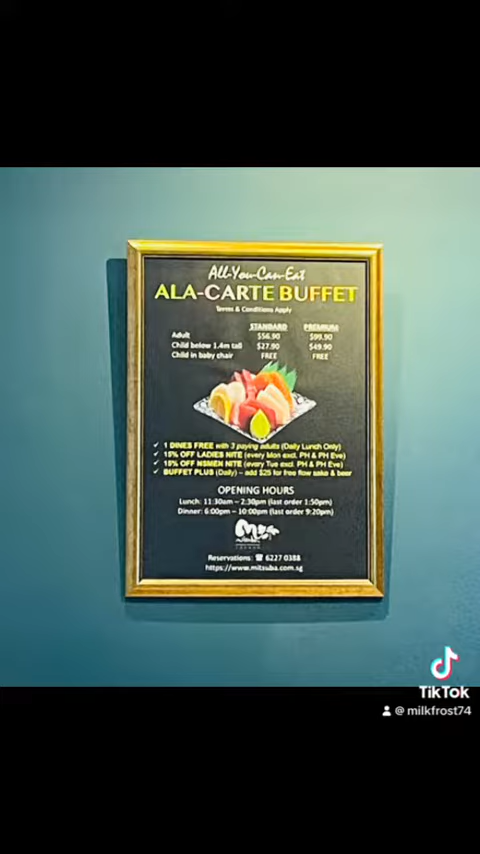 All-You-Can-Eat
ALA-CARTE BUFFET
Terms & Conditions Apply
STANDARD PREMIUM
Adult $56.90 $99.90
Child below 1.4m tall $27.90 $49.90
Child in baby chair FREE FREE
✓ 1 DINES FREE with 3 paying adults (Daily Lunch Only)
✓ 15% OFF LADIES NITE (every Mon excl. PH & PH Eve)
✓ 15% OFF NSMEN NITE (every Tue excl. PH & PH Eve)
✓ BUFFET PLUS (Daily) – add $25 for free flow sake & beer
OPENING HOURS
Lunch: 11:30am – 2:30pm (last order 1:50pm)
Dinner: 6:00pm – 10:00pm (last order 9:20pm)
Reservations: ☎ 6227 0388
https://www.mitsuba.com.sg
TikTok
@ milkfrost74